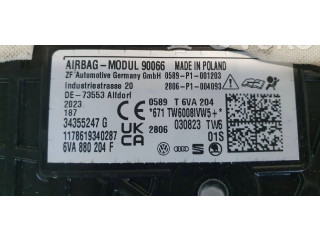 AIRBAG - MODUL 90066 MADE IN POLAND
ZF Automotive Germany GmbH 0589-P1-001203
Industriestrasse 20 2806-P1-004093
DE-73553 Alfdorf
2023 0589 T 6VA 204
187 *671 TW6008IVW5+*
34355247 G 2806 030823 TW6
1178619340287 01S
6VA 880 204 F
UK
CA